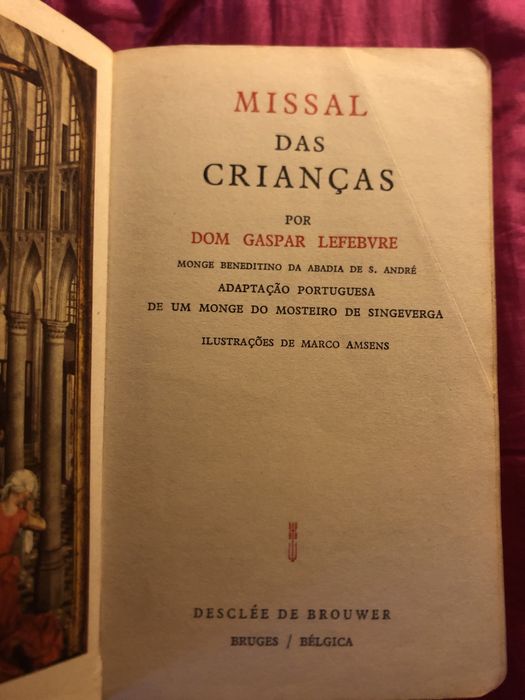 MISSAL
DAS
CRIANÇAS
POR
DOM GASPAR LEFEBVRE
MONGE BENEDITINO DA ABADIA DE S. ANDRÉ
ADAPTAÇÃO PORTUGUESA
DE UM MONGE DO MOSTEIRO DE SINGEVERGA
ILUSTRAÇÕES DE MARCO AMSENS
DESCLÉE DE BROUWER
BRUGES / BÉLGICA